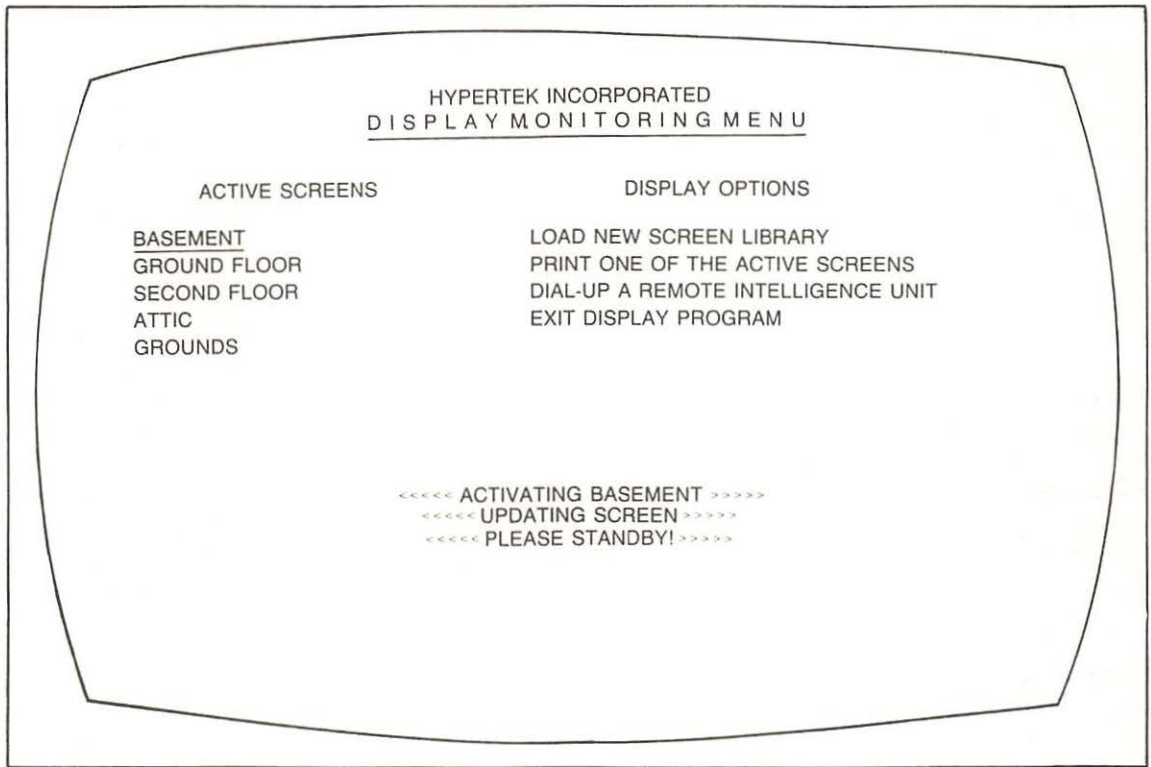 HYPERTEK INCORPORATED
DISPLAY MONITORING MENU
ACTIVE SCREENS
BASEMENT
GROUND FLOOR
SECOND FLOOR
ATTIC
GROUNDS
DISPLAY OPTIONS
LOAD NEW SCREEN LIBRARY
PRINT ONE OF THE ACTIVE SCREENS
DIAL-UP A REMOTE INTELLIGENCE UNIT
EXIT DISPLAY PROGRAM
<<<<< ACTIVATING BASEMENT >>>>>
<<<<< UPDATING SCREEN >>>>>
<<<<< PLEASE STANDBY! >>>>>